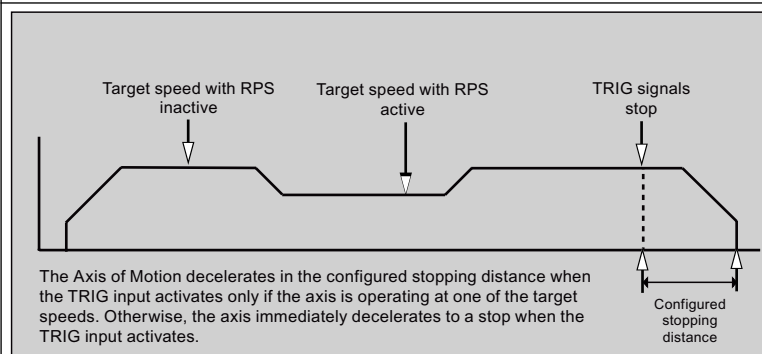 Target speed with RPS
inactive
Target speed with RPS
active
TRIG signals
stop
The Axis of Motion decelerates in the configured stopping distance when
the TRIG input activates only if the axis is operating at one of the target
speeds. Otherwise, the axis immediately decelerates to a stop when the
TRIG input activates.
Configured
stopping
distance